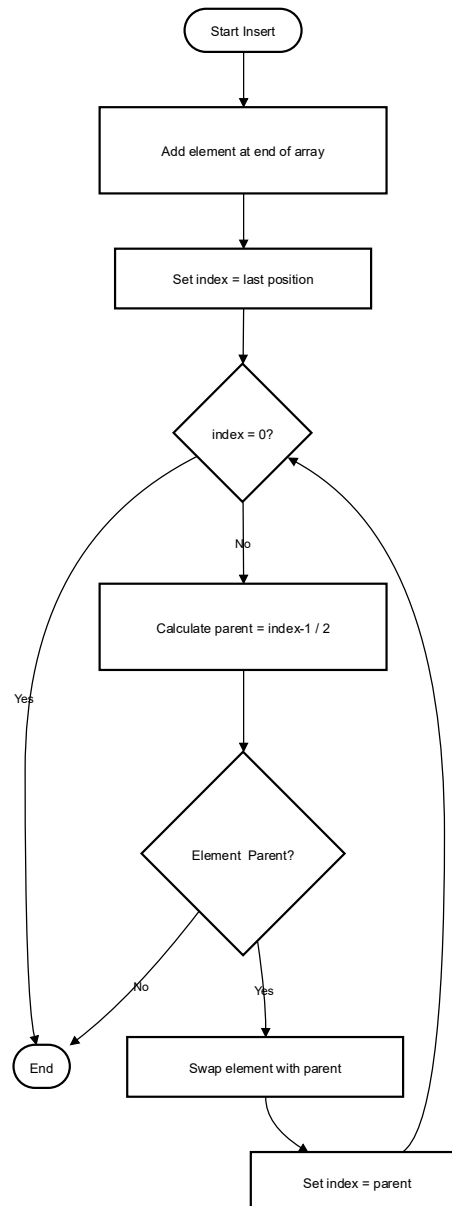 Start Insert
Add element at end of array
Set index = last position
index = 0?
No
Calculate parent = index-1 / 2
Yes
Element  Parent?
No
Yes
End
Swap element with parent
Set index = parent